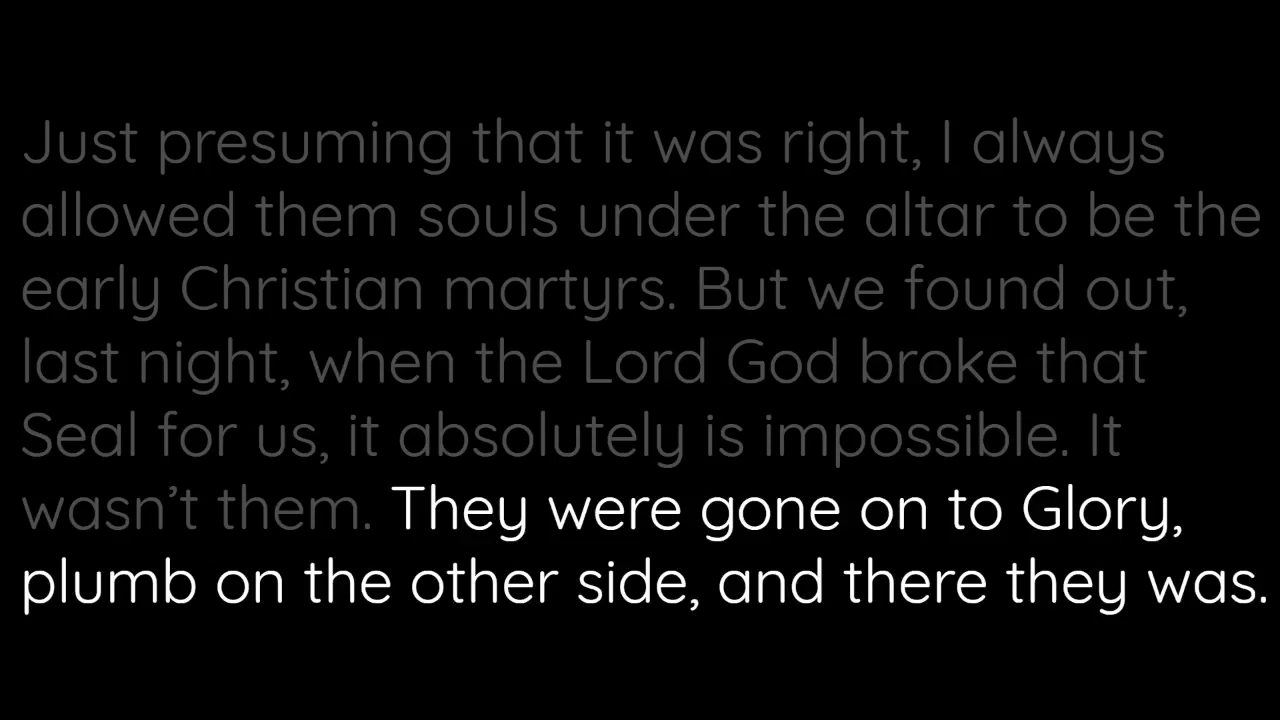 Just presuming that it was right, I always
allowed them souls under the altar to be the
early Christian martyrs. But we found out,
last night, when the Lord God broke that
Seal for us, it absolutely is impossible. It
wasn’t them. They were gone on to Glory,
plumb on the other side, and there they was.